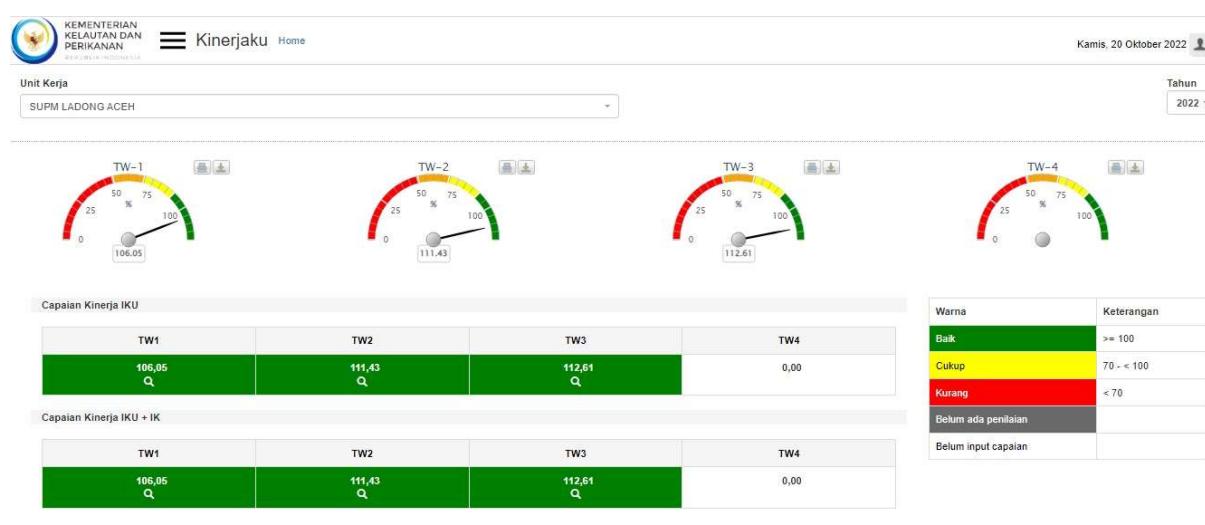 KEMENTERIAN
KELAUTAN DAN
PERIKANAN
REPUBLIK INDONESIA
Kinerjaku Home
Kamis, 20 Oktober 2022
Unit Kerja
Tahun
SUPM LADONG ACEH
2022
TW-1
0 25 50 75 100
%
106.05
TW-2
0 25 50 75 100
%
111.43
TW-3
0 25 50 75 100
%
112.61
TW-4
0 25 50 75 100
%
Capaian Kinerja IKU
TW1 TW2 TW3 TW4
106,05 111,43 112,61 0,00
Capaian Kinerja IKU + IK
TW1 TW2 TW3 TW4
106,05 111,43 112,61 0,00
Warna Keterangan
Baik >= 100
Cukup 70 - < 100
Kurang < 70
Belum ada penilaian
Belum input capaian